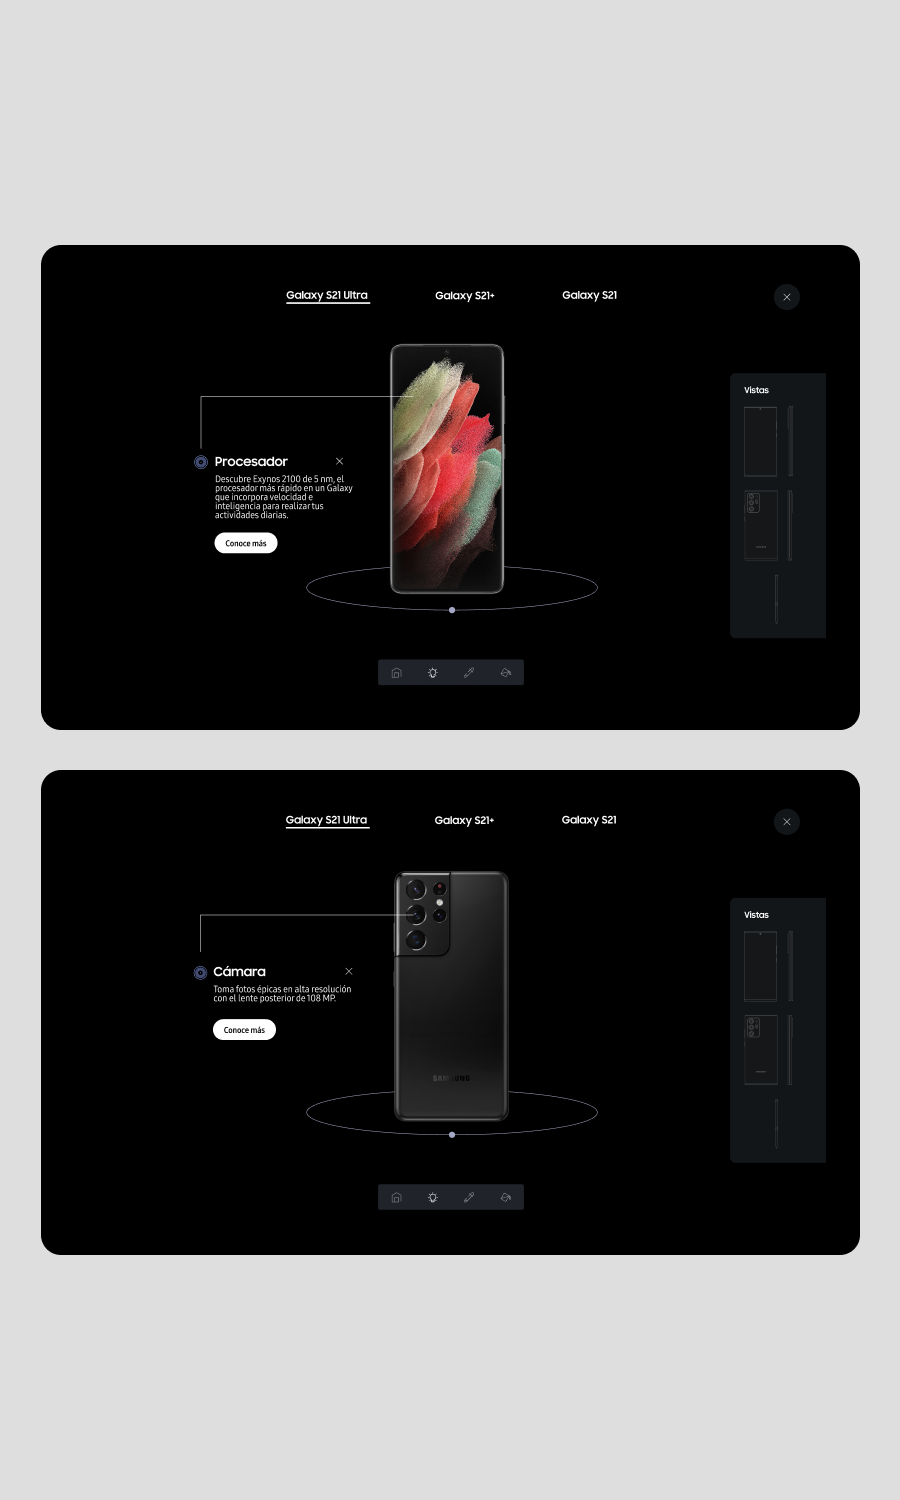 Galaxy S21 Ultra
Galaxy S21+
Galaxy S21
Vistas
Procesador
Descubre Exynos 2100 de 5 nm, el
procesador más rápido en un Galaxy
que incorpora velocidad e
inteligencia para realizar tus
actividades diarias.
Conoce más
Galaxy S21 Ultra
Galaxy S21+
Galaxy S21
Vistas
Cámara
Toma fotos épicas en alta resolución
con el lente posterior de 108 MP.
Conoce más
SAMSUNG